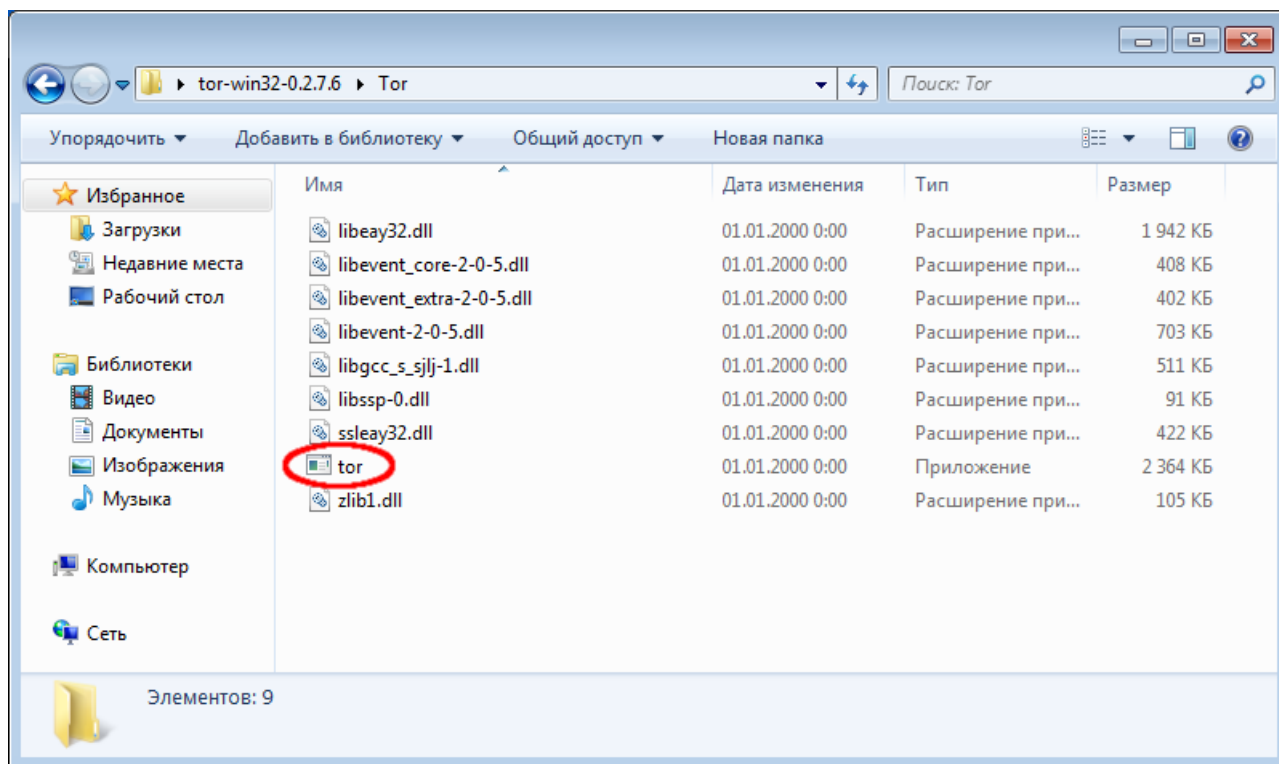 tor-win32-0.2.7.6 Tor Поиск: Tor
Упорядочить Добавить в библиотеку Общий доступ Новая папка
Избранное
Загрузки
Недавние места
Рабочий стол
Библиотеки
Видео
Документы
Изображения
Музыка
Компьютер
Сеть
Имя Дата изменения Тип Размер
libeay32.dll 01.01.2000 0:00 Расширение при... 1 942 КБ
libevent_core-2-0-5.dll 01.01.2000 0:00 Расширение при... 408 КБ
libevent_extra-2-0-5.dll 01.01.2000 0:00 Расширение при... 402 КБ
libevent-2-0-5.dll 01.01.2000 0:00 Расширение при... 703 КБ
libgcc_s_sjlj-1.dll 01.01.2000 0:00 Расширение при... 511 КБ
libssp-0.dll 01.01.2000 0:00 Расширение при... 91 КБ
ssleay32.dll 01.01.2000 0:00 Расширение при... 422 КБ
tor 01.01.2000 0:00 Приложение 2 364 КБ
zlib1.dll 01.01.2000 0:00 Расширение при... 105 КБ
Элементов: 9